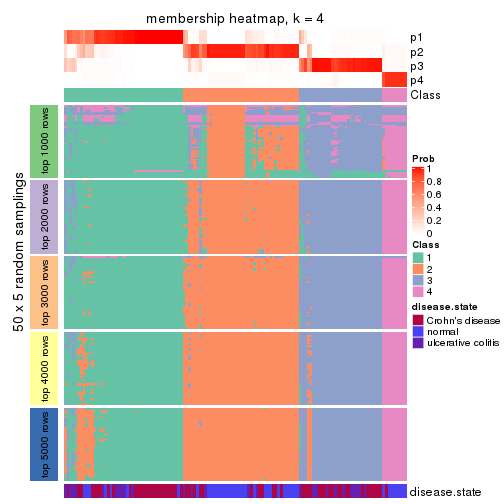 membership heatmap, k = 4
p1
p2
p3
p4
Class
50 x 5 random samplings
top 1000 rows
top 2000 rows
top 3000 rows
top 4000 rows
top 5000 rows
disease.state
Prob
0.8
0.6
0.4
0.2
0
Class
1
2
3
4
disease.state
Crohn's disease
normal
ulcerative colitis